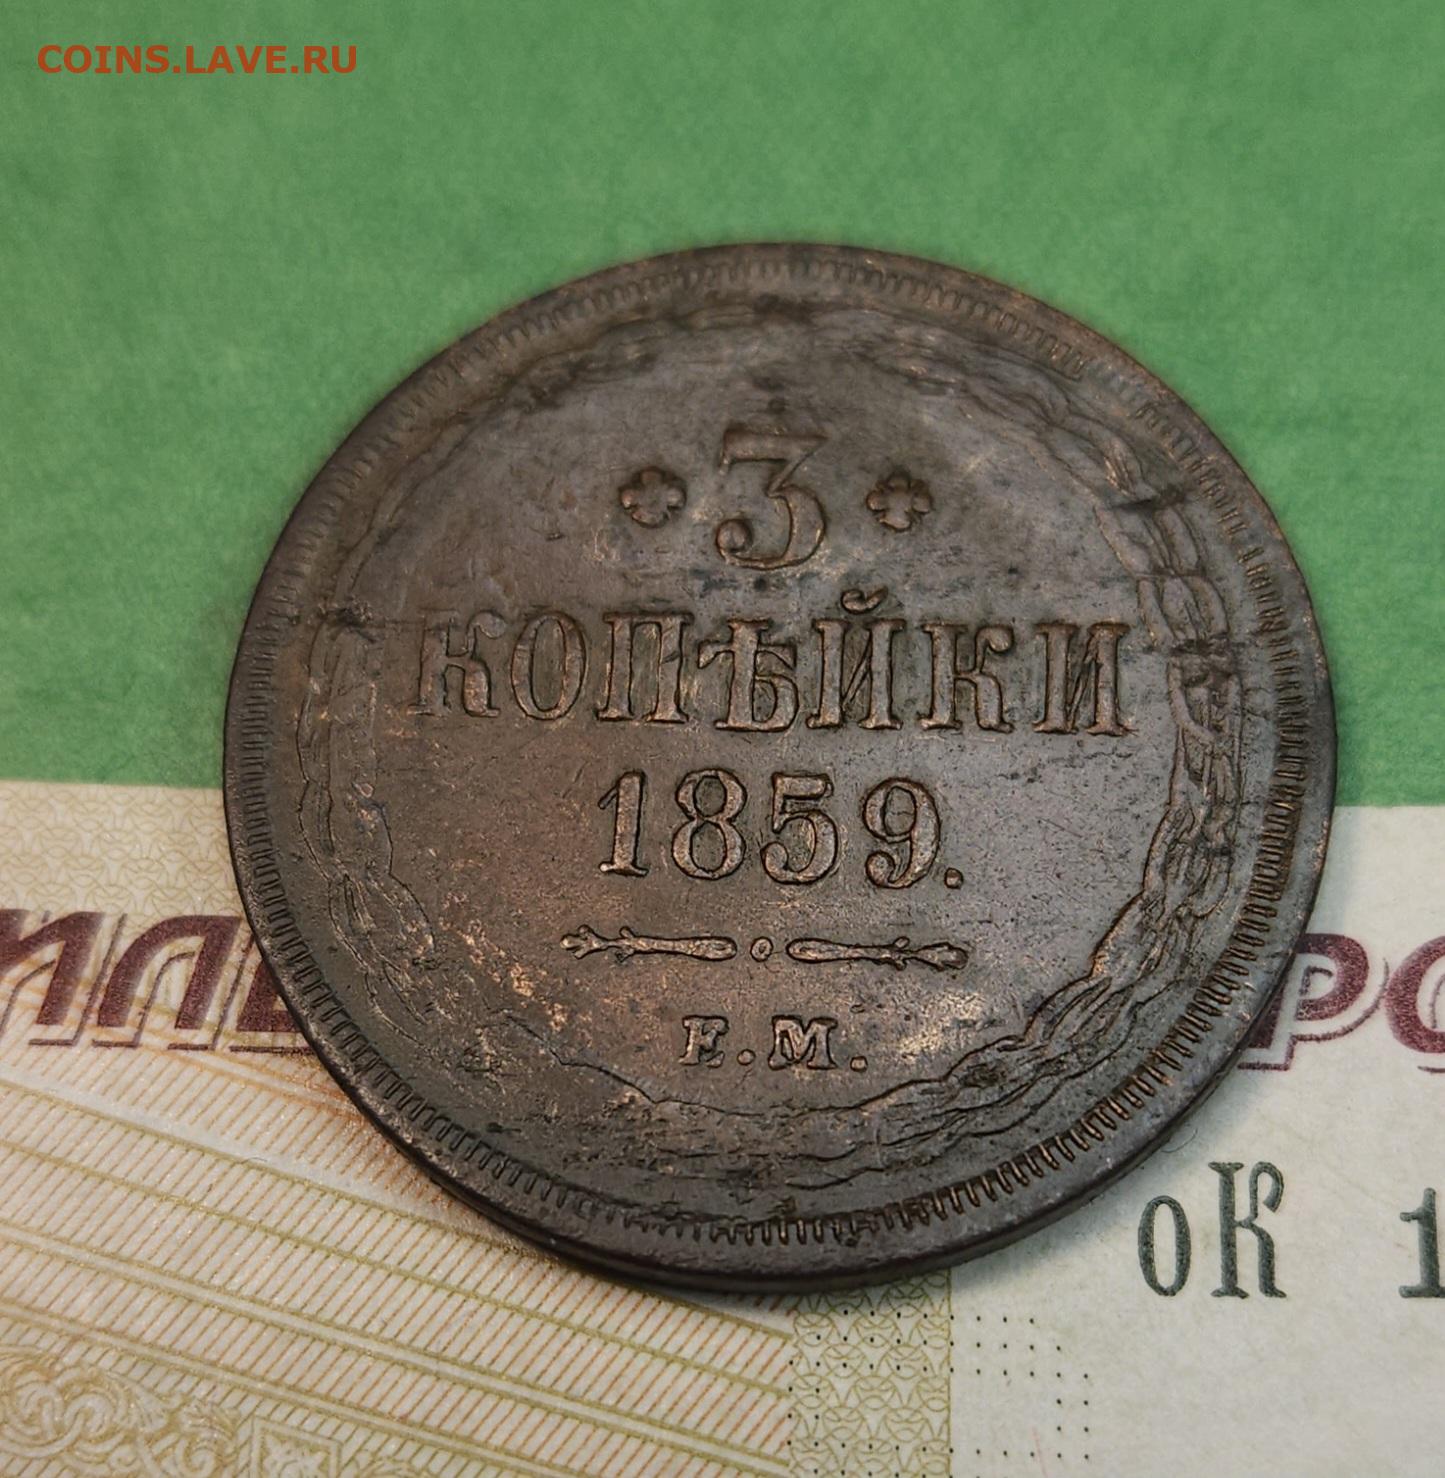 COINS.LAVE.RU
3
КОПѢЙКИ
1859.
Е.М.
оК 1